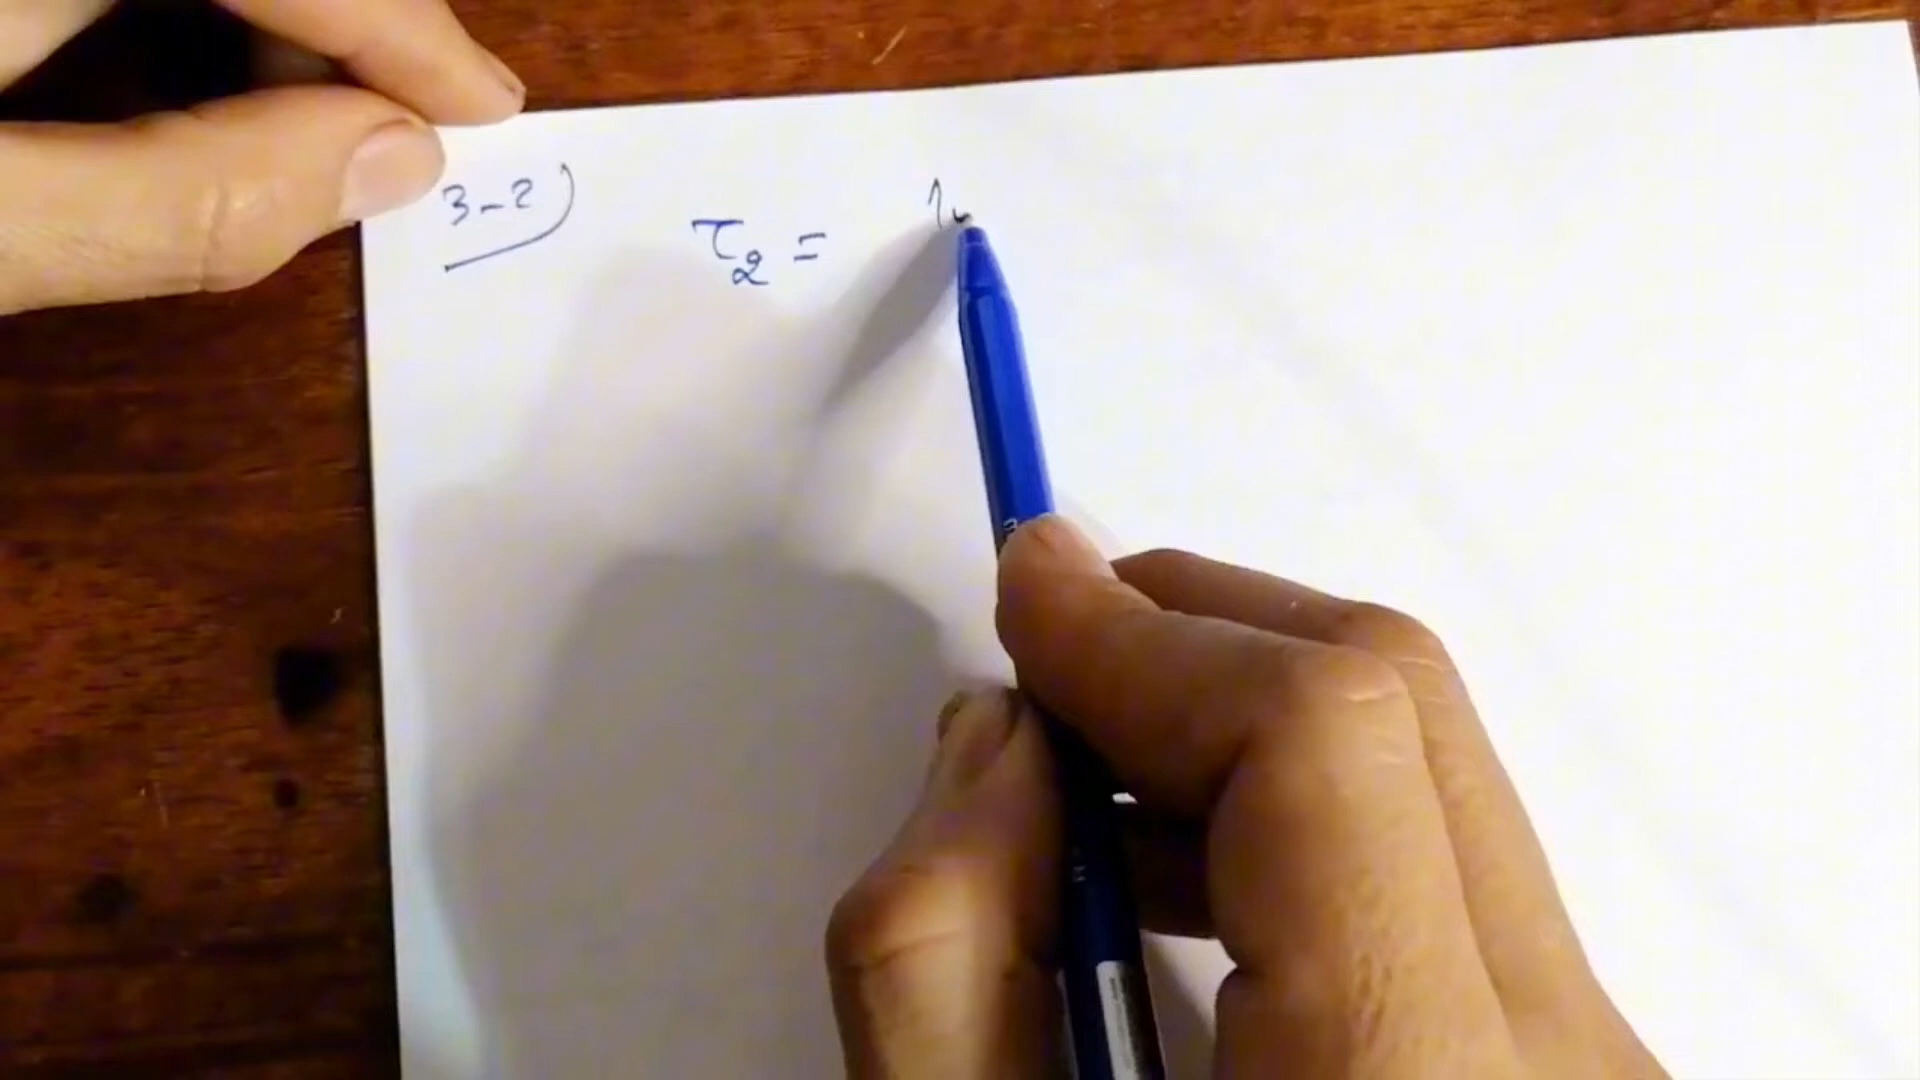 3-2) τ₂ =